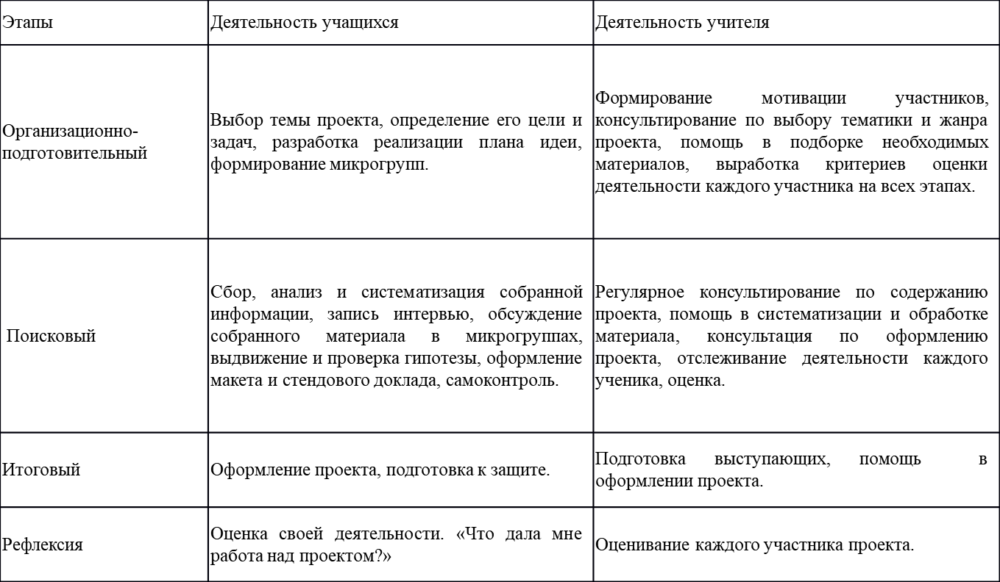 Этапы
Деятельность учащихся
Деятельность учителя
Организационно-
подготовительный
Выбор темы проекта, определение его цели и
задач, разработка реализации плана идеи,
формирование микрогрупп.
Формирование мотивации участников,
консультирование по выбору тематики и жанра
проекта, помощь в подборке необходимых
материалов, выработка критериев оценки
деятельности каждого участника на всех этапах.
Поисковый
Сбор, анализ и систематизация собранной
информации, запись интервью, обсуждение
собранного материала в микрогруппах,
выдвижение и проверка гипотезы, оформление
макета и стендового доклада, самоконтроль.
Регулярное консультирование по содержанию
проекта, помощь в систематизации и обработке
материала, консультация по оформлению
проекта, отслеживание деятельности каждого
ученика, оценка.
Итоговый
Оформление проекта, подготовка к защите.
Подготовка выступающих, помощь в
оформлении проекта.
Рефлексия
Оценка своей деятельности. «Что дала мне
работа над проектом?»
Оценивание каждого участника проекта.